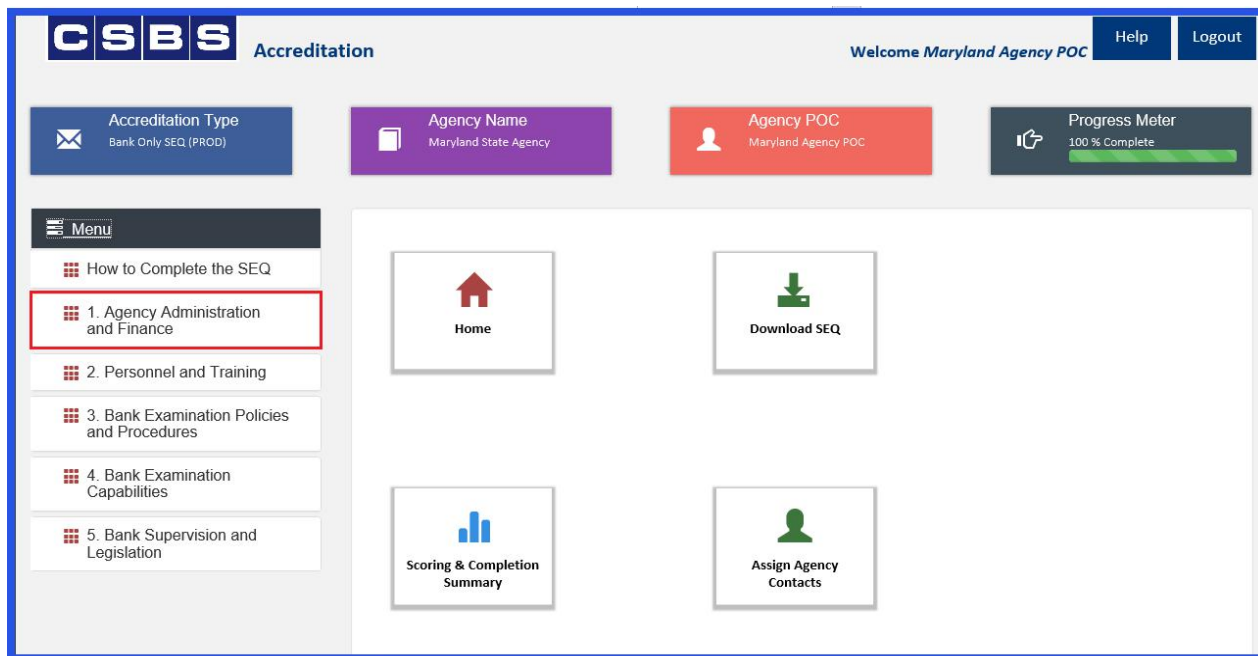 CSBS Accreditation
Welcome Maryland Agency POC
Help
Logout
Accreditation Type
Bank Only SEQ (PROD)
Agency Name
Maryland State Agency
Agency POC
Maryland Agency POC
Progress Meter
100 % Complete
Menu
How to Complete the SEQ
1. Agency Administration
and Finance
2. Personnel and Training
3. Bank Examination Policies
and Procedures
4. Bank Examination
Capabilities
5. Bank Supervision and
Legislation
Home
Download SEQ
Scoring & Completion
Summary
Assign Agency
Contacts